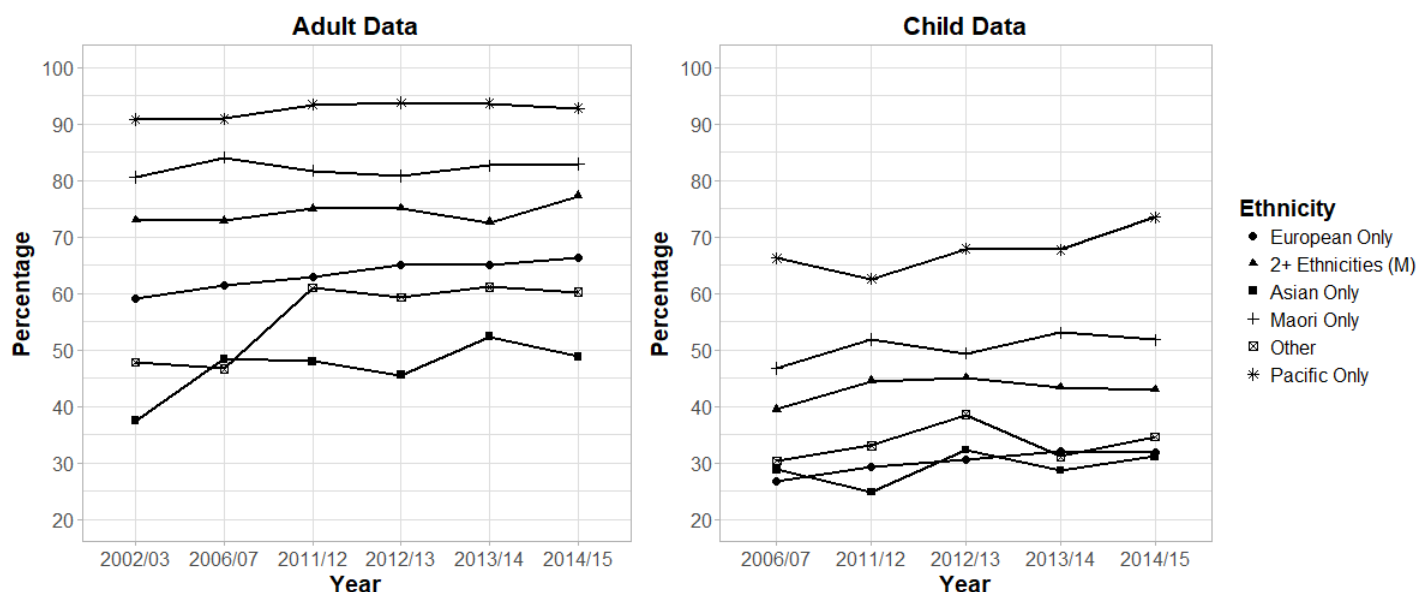 Adult Data
Percentage
100
90
80
70
60
50
40
30
20
2002/03 2006/07 2011/12 2012/13 2013/14 2014/15
Year
Child Data
Percentage
100
90
80
70
60
50
40
30
20
2006/07 2011/12 2012/13 2013/14 2014/15
Year
Ethnicity
European Only
2+ Ethnicities (M)
Asian Only
Maori Only
Other
Pacific Only